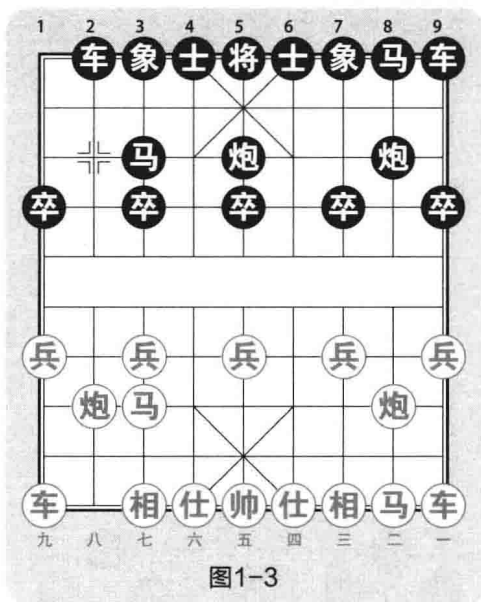 1 2 3 4 5 6 7 8 9
车 象 士 将 士 象 马 车
马 炮 炮
卒 卒 卒 卒 卒
兵 兵 兵 兵 兵
炮 马 炮
车 相 仕 帅 仕 相 马 车
九 八 七 六 五 四 三 二 一
图1-3